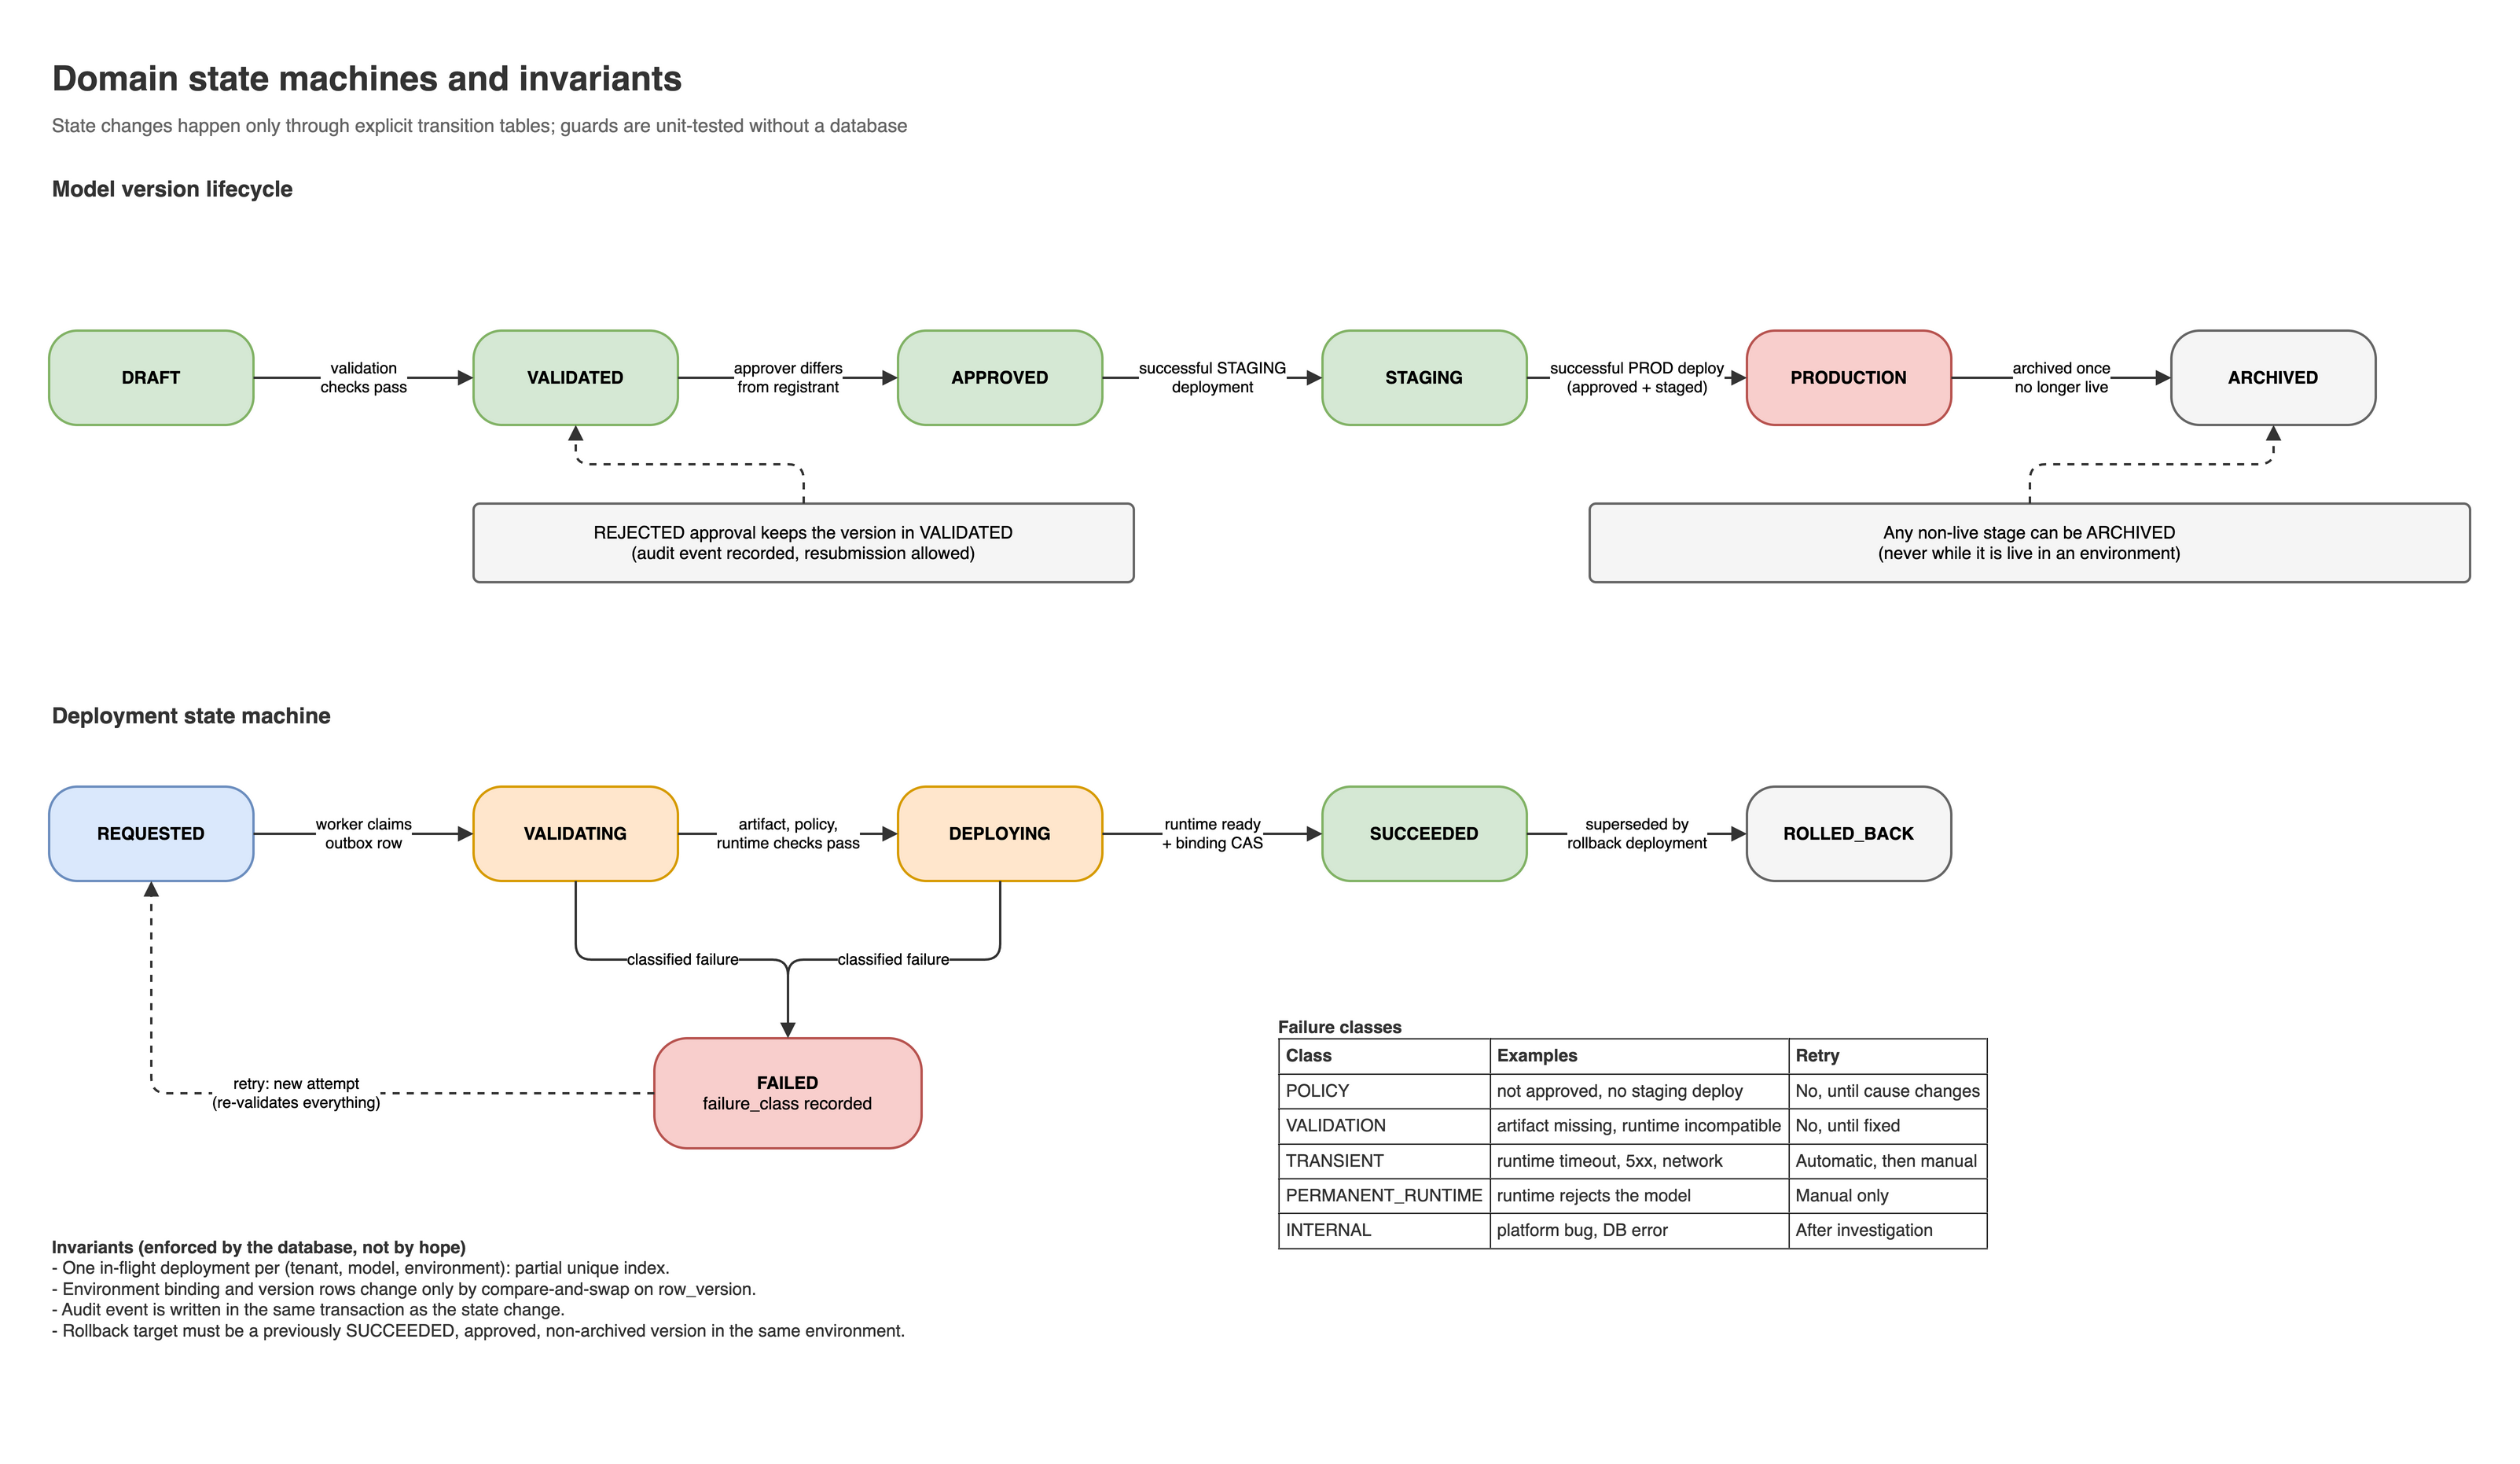 Domain state machines and invariants
State changes happen only through explicit transition tables; guards are unit-tested without a database
Model version lifecycle
DRAFT
validation
checks pass
VALIDATED
approver differs
from registrant
APPROVED
successful STAGING
deployment
STAGING
successful PROD deploy
(approved + staged)
PRODUCTION
archived once
no longer live
ARCHIVED
REJECTED approval keeps the version in VALIDATED
(audit event recorded, resubmission allowed)
Any non-live stage can be ARCHIVED
(never while it is live in an environment)
Deployment state machine
REQUESTED
worker claims
outbox row
VALIDATING
artifact, policy,
runtime checks pass
DEPLOYING
runtime ready
+ binding CAS
SUCCEEDED
superseded by
rollback deployment
ROLLED_BACK
classified failure
classified failure
FAILED
failure_class recorded
retry: new attempt
(re-validates everything)
Failure classes
Class Examples Retry
POLICY not approved, no staging deploy No, until cause changes
VALIDATION artifact missing, runtime incompatible No, until fixed
TRANSIENT runtime timeout, 5xx, network Automatic, then manual
PERMANENT_RUNTIME runtime rejects the model Manual only
INTERNAL platform bug, DB error After investigation
Invariants (enforced by the database, not by hope)
- One in-flight deployment per (tenant, model, environment): partial unique index.
- Environment binding and version rows change only by compare-and-swap on row_version.
- Audit event is written in the same transaction as the state change.
- Rollback target must be a previously SUCCEEDED, approved, non-archived version in the same environment.